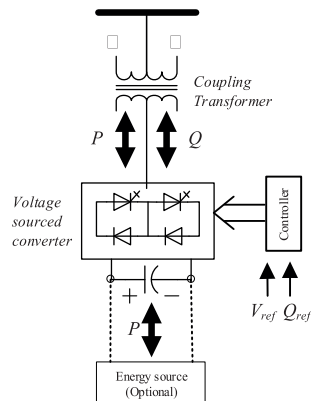 Coupling
Transformer
P
Q
Voltage
sourced
converter
Controller
+
−
P
V_ref Q_ref
Energy source
(Optional)